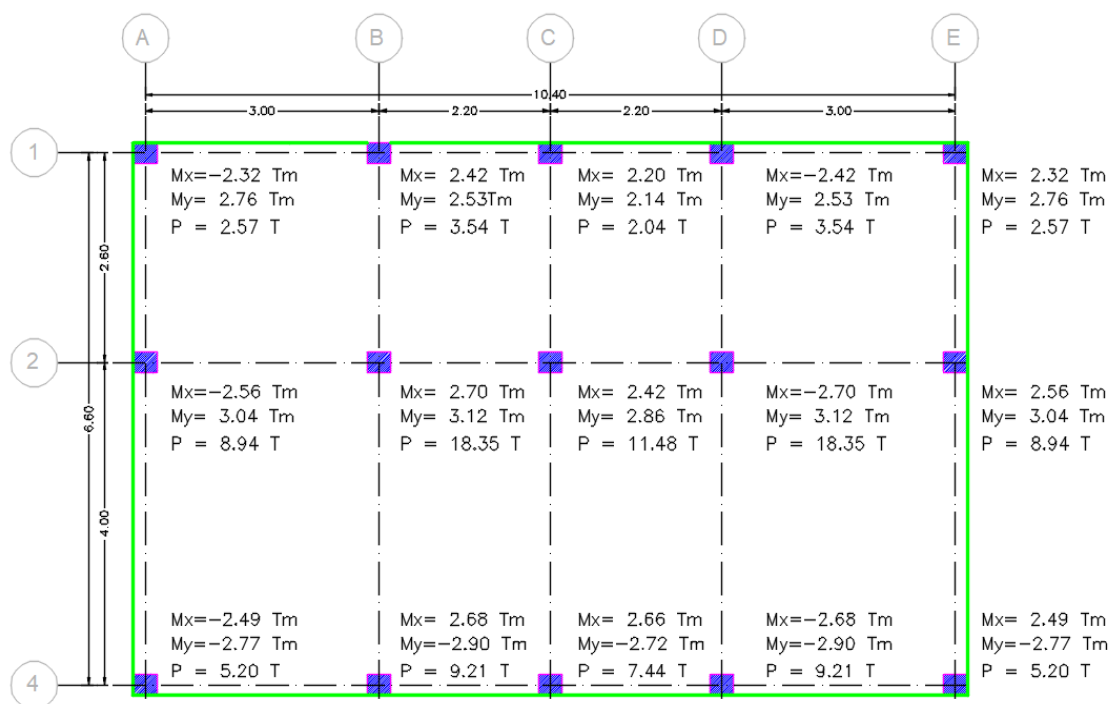 A B C D E
10.40
3.00 2.20 2.20 3.00
1
Mx=-2.32 Tm Mx= 2.42 Tm Mx= 2.20 Tm Mx=-2.42 Tm Mx= 2.32 Tm
My= 2.76 Tm My= 2.53Tm My= 2.14 Tm My= 2.53 Tm My= 2.76 Tm
P = 2.57 T P = 3.54 T P = 2.04 T P = 3.54 T P = 2.57 T
2.60
2
Mx=-2.56 Tm Mx= 2.70 Tm Mx= 2.42 Tm Mx=-2.70 Tm Mx= 2.56 Tm
My= 3.04 Tm My= 3.12 Tm My= 2.86 Tm My= 3.12 Tm My= 3.04 Tm
P = 8.94 T P = 18.35 T P = 11.48 T P = 18.35 T P = 8.94 T
6.60
4.00
Mx=-2.49 Tm Mx= 2.68 Tm Mx= 2.66 Tm Mx=-2.68 Tm Mx= 2.49 Tm
My=-2.77 Tm My=-2.90 Tm My=-2.72 Tm My=-2.90 Tm My=-2.77 Tm
P = 5.20 T P = 9.21 T P = 7.44 T P = 9.21 T P = 5.20 T
4